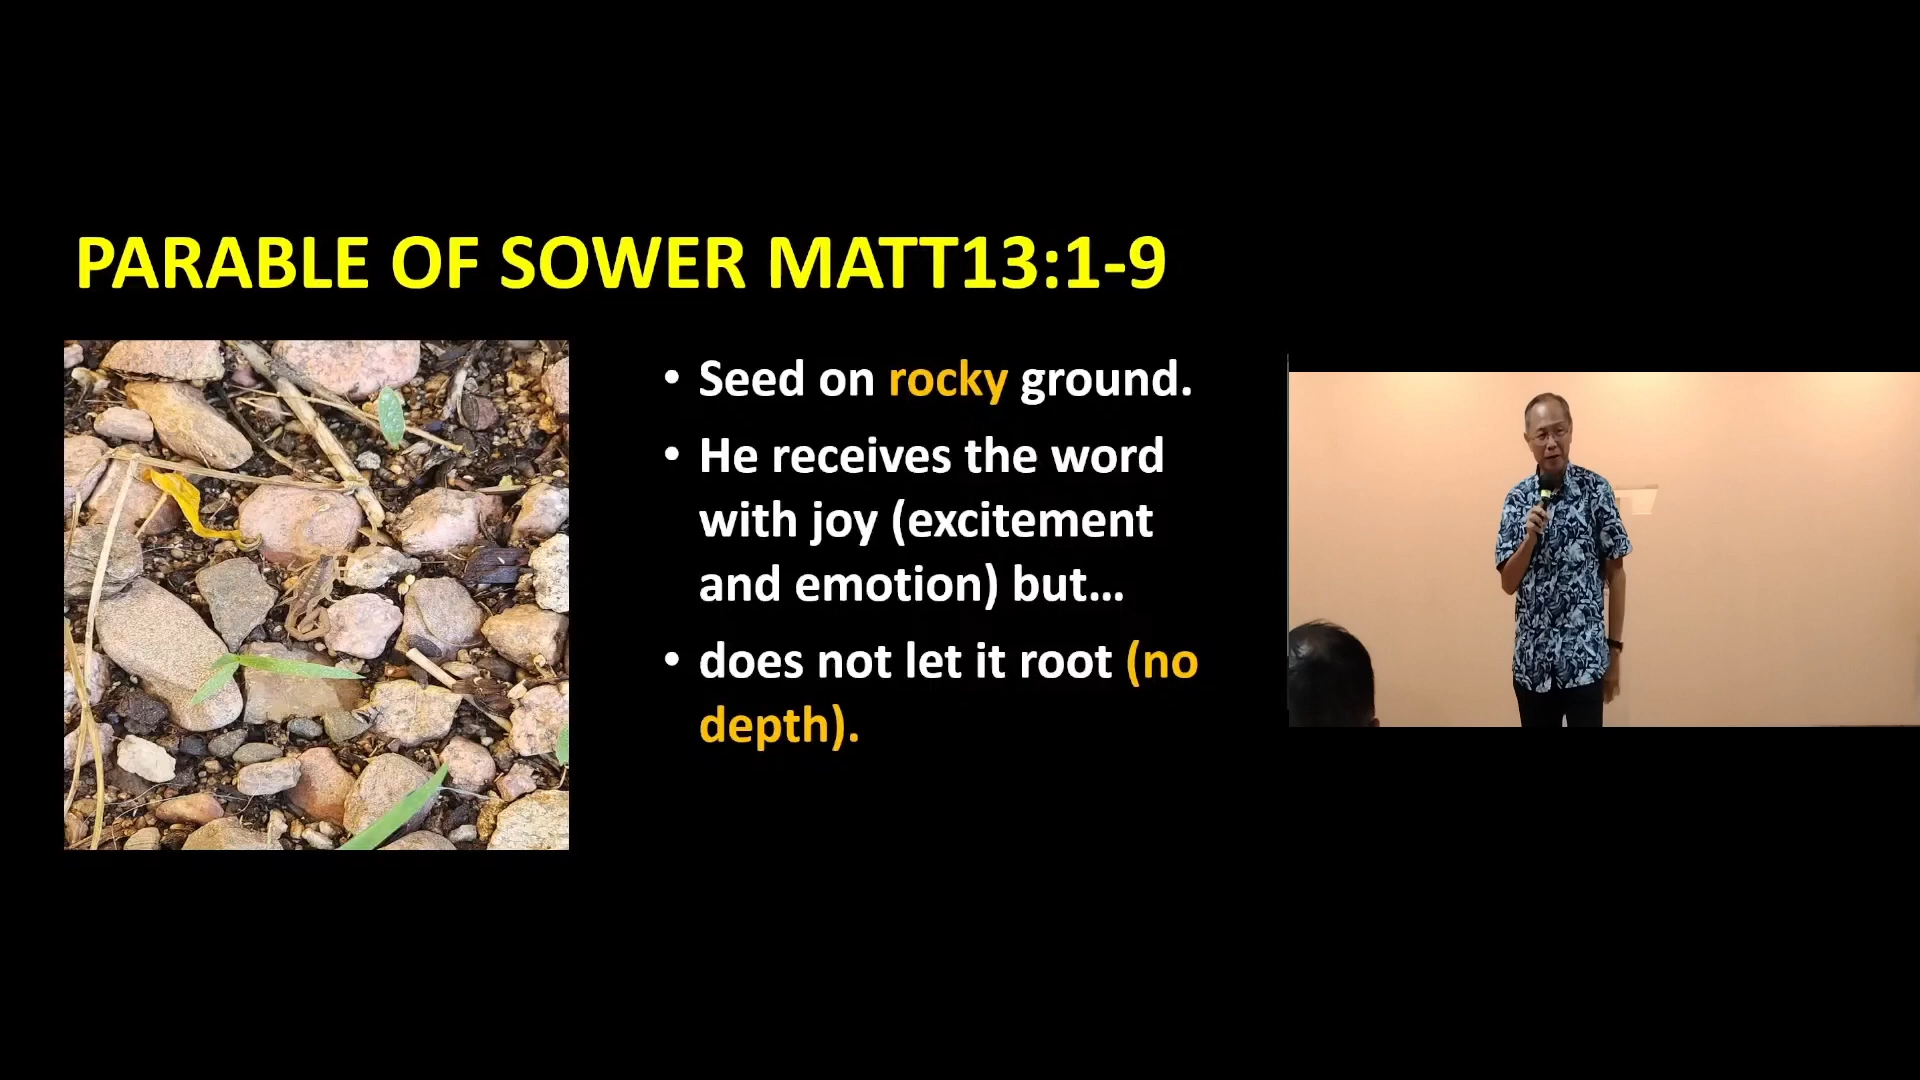 PARABLE OF SOWER MATT13:1-9
• Seed on rocky ground.
• He receives the word
with joy (excitement
and emotion) but...
• does not let it root (no
depth).